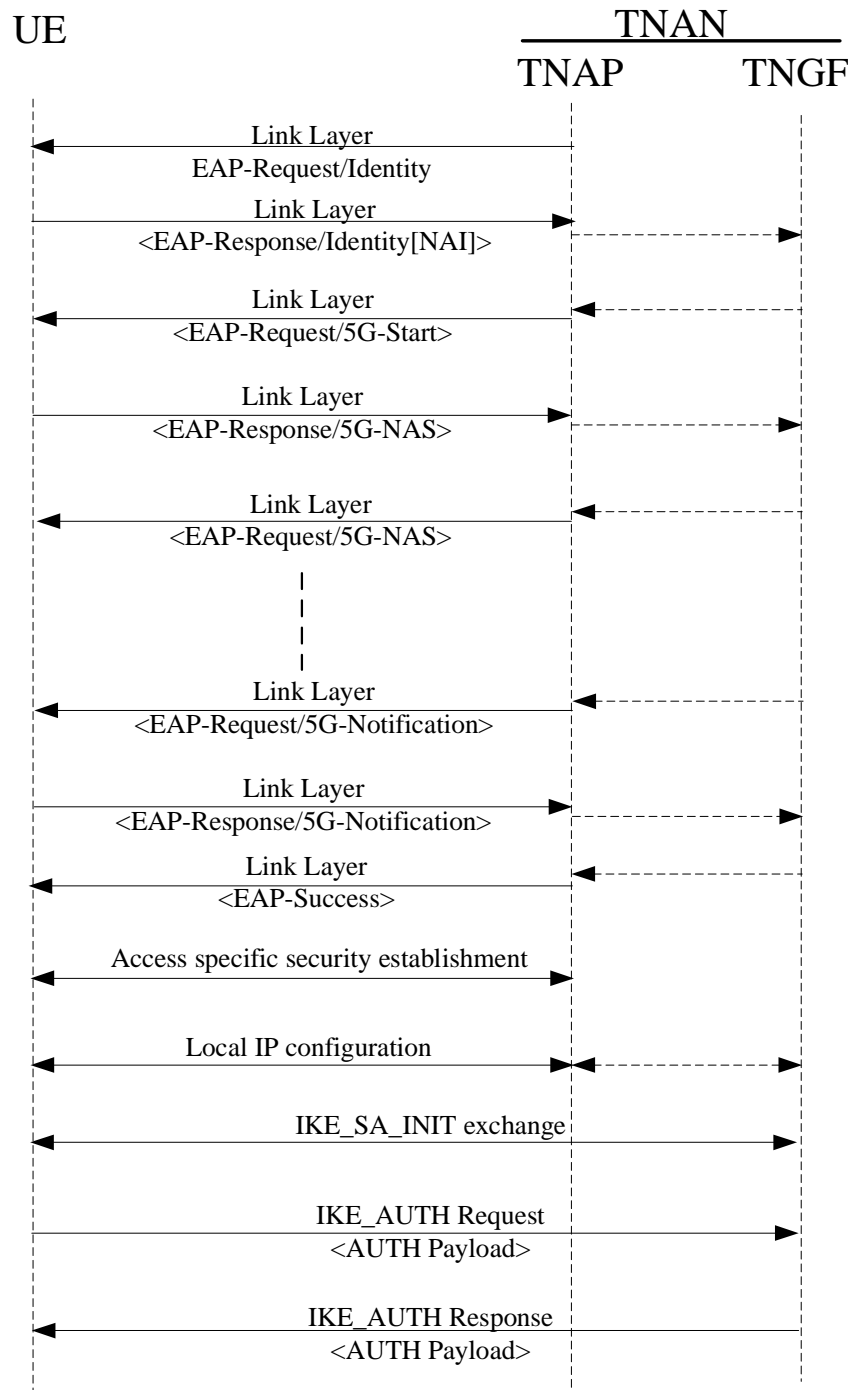 UE
TNAN
TNAP
TNGF
Link Layer
EAP-Request/Identity
Link Layer
<EAP-Response/Identity[NAI]>
Link Layer
<EAP-Request/5G-Start>
Link Layer
<EAP-Response/5G-NAS>
Link Layer
<EAP-Request/5G-NAS>
Link Layer
<EAP-Request/5G-Notification>
Link Layer
<EAP-Response/5G-Notification>
Link Layer
<EAP-Success>
Access specific security establishment
Local IP configuration
IKE_SA_INIT exchange
IKE_AUTH Request
<AUTH Payload>
IKE_AUTH Response
<AUTH Payload>